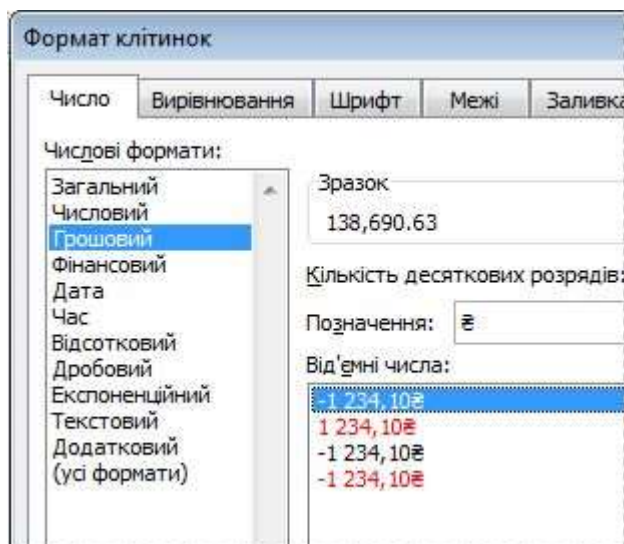 Формат клітинок
Число Вирівнювання Шрифт Межі Заливка
Числові формати:
Загальний
Числовий
Грошовий
Фінансовий
Дата
Час
Відсотковий
Дробовий
Експоненційний
Текстовий
Додатковий
(усі формати)
Зразок
138,690.63
Кількість десяткових розрядів:
Позначення: ₴
Від'ємні числа:
-1 234,10₴
1 234,10₴
-1 234,10₴
-1 234,10₴